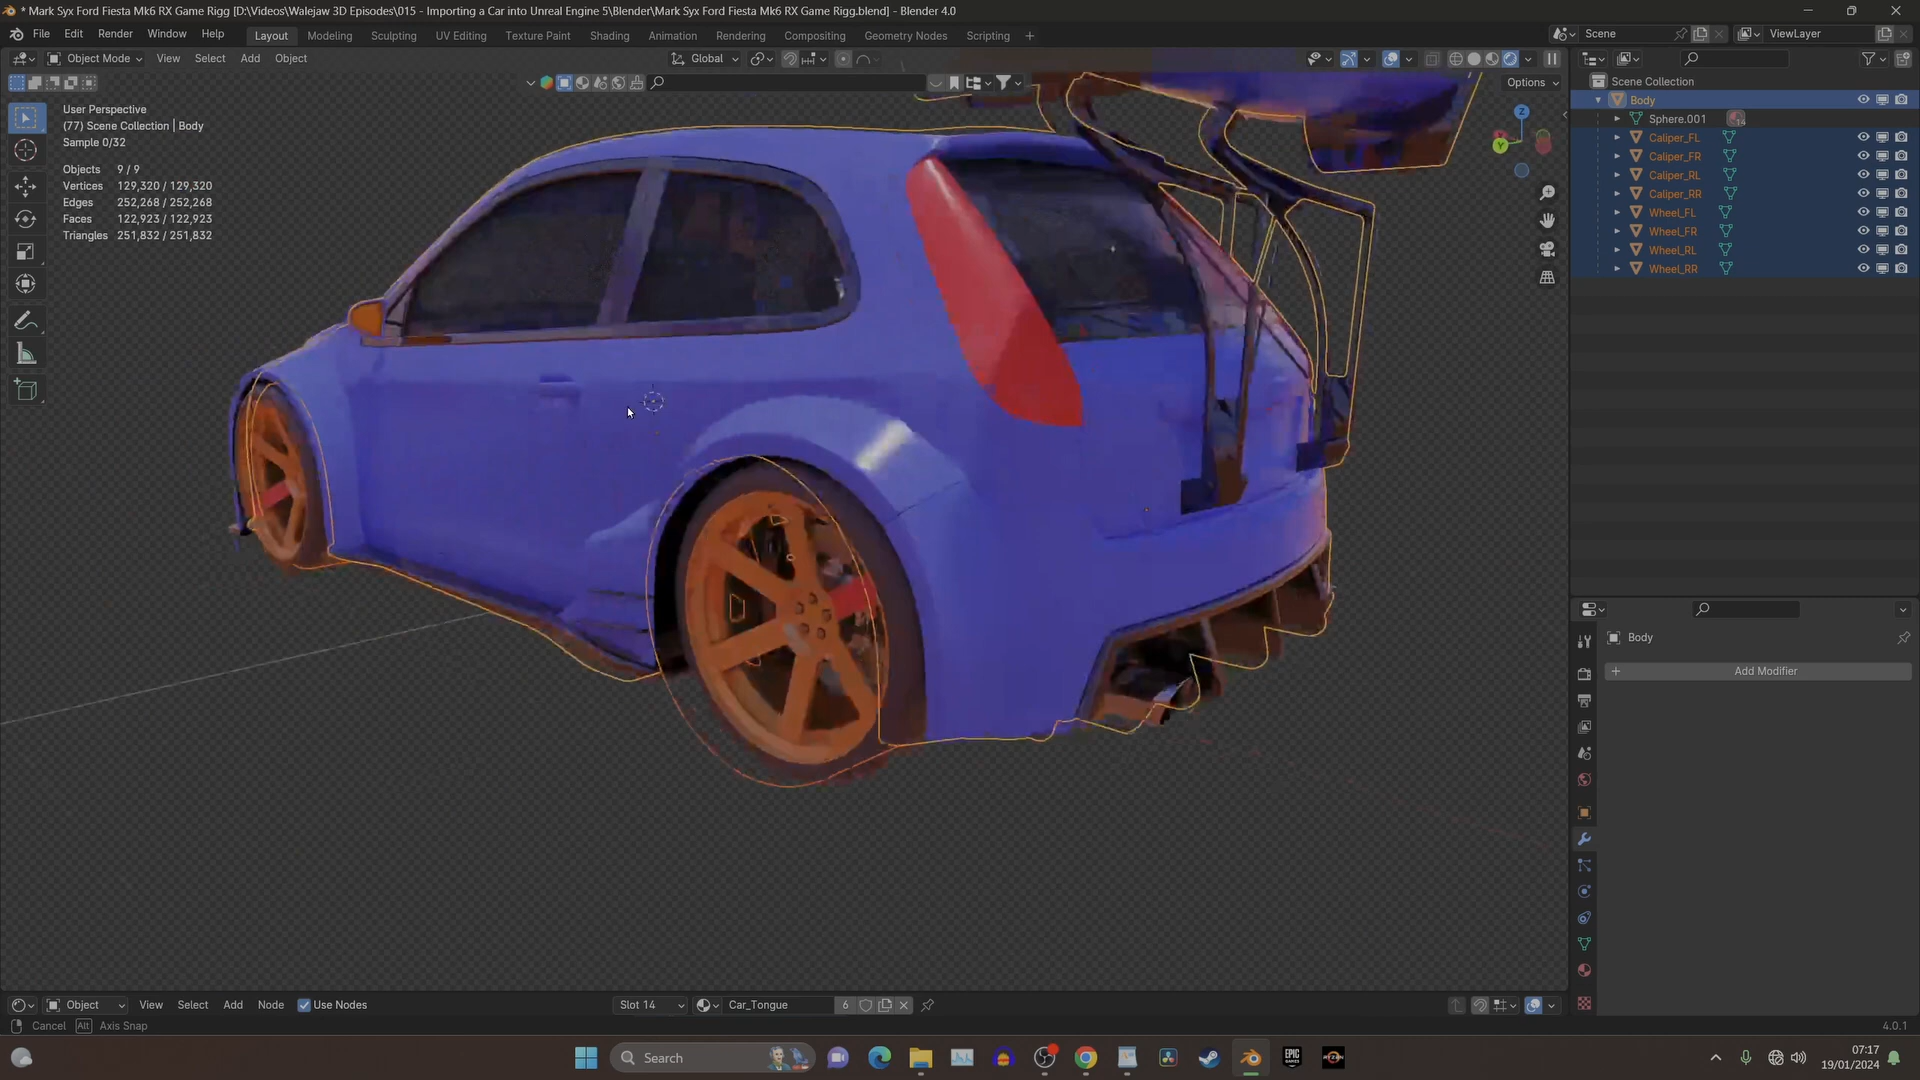 * Mark Syx Ford Fiesta Mk6 RX Game Rigg [D:\Videos\Walejaw 3D Episodes\015 - Importing a Car into Unreal Engine 5\Blender\Mark Syx Ford Fiesta Mk6 RX Game Rigg.blend] - Blender 4.0
File Edit Render Window Help Layout Modeling Sculpting UV Editing Texture Paint Shading Animation Rendering Compositing Geometry Nodes Scripting + Scene ViewLayer
Object Mode View Select Add Object Global
Options
User Perspective
(77) Scene Collection | Body
Sample 0/32
Objects 9 / 9
Vertices 129,320 / 129,320
Edges 252,268 / 252,268
Faces 122,923 / 122,923
Triangles 251,832 / 251,832
Z
Y
Scene Collection
Body
Sphere.001 14
Caliper_FL
Caliper_FR
Caliper_RL
Caliper_RR
Wheel_FL
Wheel_FR
Wheel_RL
Wheel_RR
Body
+ Add Modifier
Object View Select Add Node Use Nodes Slot 14 Car_Tongue 6
Cancel Alt Axis Snap 4.0.1
Search
EPIC GAMES
RYZEN
07:17
19/01/2024